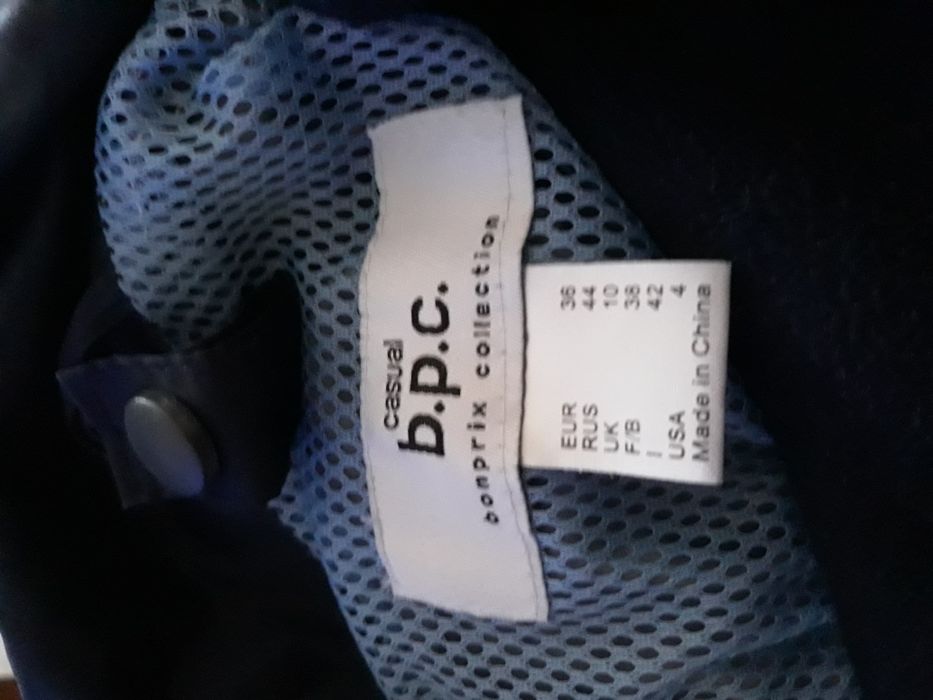 casual
b.p.c.
bonprix collection
EUR 36
RUS 44
UK 10
F/B 38
I 42
USA 4
Made in China